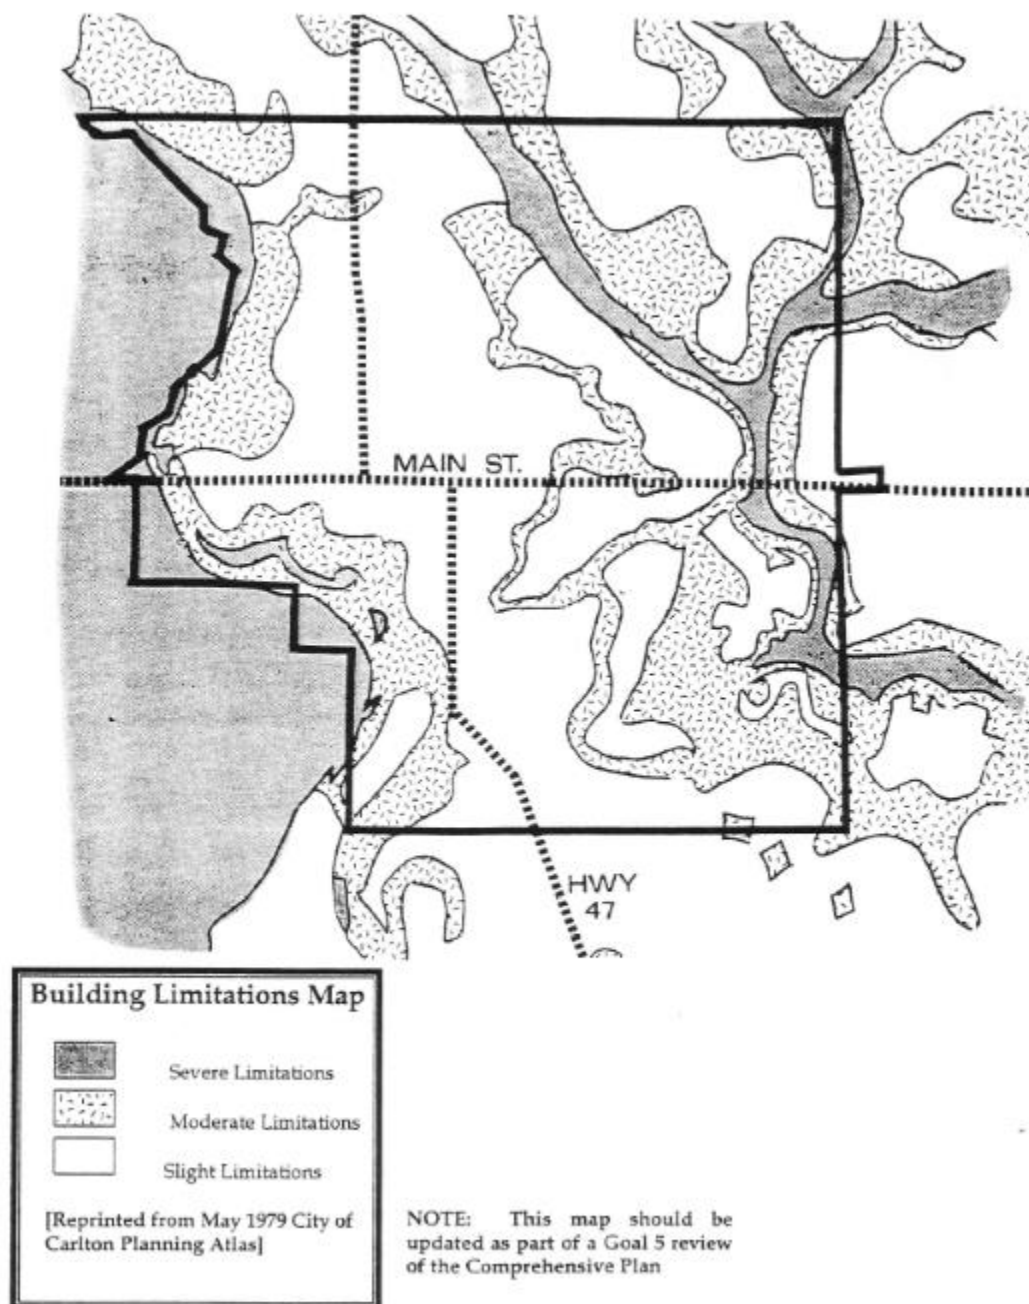 MAIN ST.
HWY
47
Building Limitations Map
Severe Limitations
Moderate Limitations
Slight Limitations
[Reprinted from May 1979 City of
Carlton Planning Atlas]
NOTE: This map should be
updated as part of a Goal 5 review
of the Comprehensive Plan